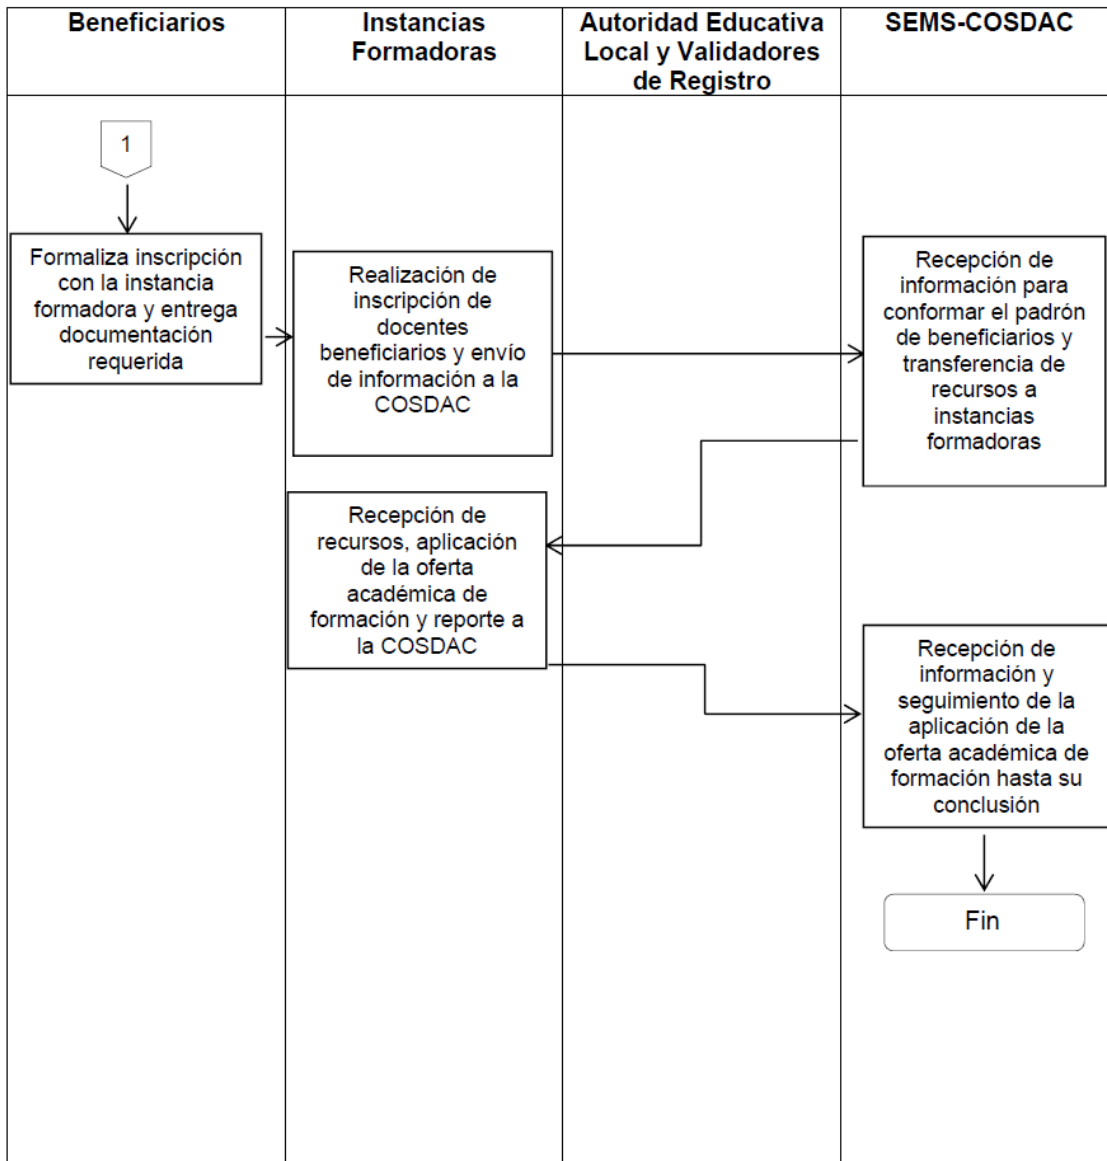 Beneficiarios
Instancias
Formadoras
Autoridad Educativa
Local y Validadores
de Registro
SEMS-COSDAC
1
Formaliza inscripción
con la instancia
formadora y entrega
documentación
requerida
Realización de
inscripción de
docentes
beneficiarios y envío
de información a la
COSDAC
Recepción de
información para
conformar el padrón
de beneficiarios y
transferencia de
recursos a
instancias
formadoras
Recepción de
recursos, aplicación
de la oferta
académica de
formación y reporte a
la COSDAC
Recepción de
información y
seguimiento de la
aplicación de la
oferta académica de
formación hasta su
conclusión
Fin